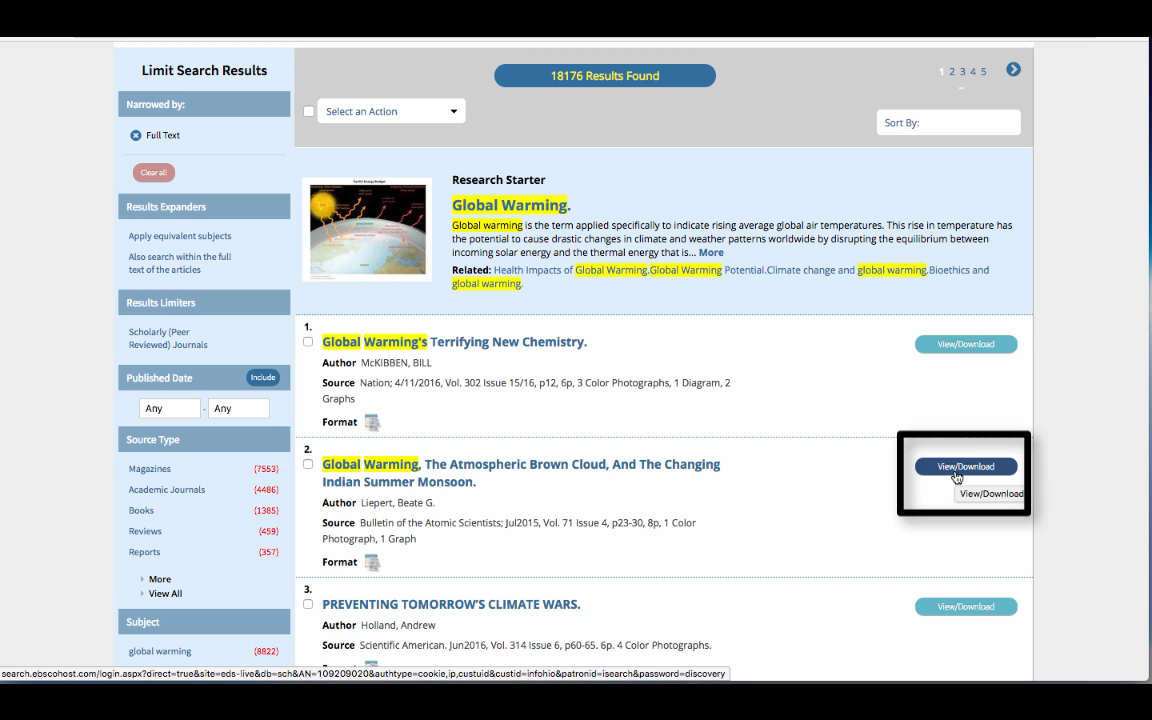 Limit Search Results
Narrowed by:
Full Text
Clear all
Results Expanders
Apply equivalent subjects
Also search within the full
text of the articles
Results Limiters
Scholarly (Peer
Reviewed) Journals
Published Date
Include
Any - Any
Source Type
Magazines (7553)
Academic Journals (4486)
Books (1385)
Reviews (459)
Reports (357)
More
View All
Subject
global warming (8822)
18176 Results Found
1 2 3 4 5
Select an Action
Sort By:
Research Starter
Global Warming.
Global warming is the term applied specifically to indicate rising average global air temperatures. This rise in temperature has
the potential to cause drastic changes in climate and weather patterns worldwide by disrupting the equilibrium between
incoming solar energy and the thermal energy that is... More
Related: Health Impacts of Global Warming.Global Warming Potential.Climate change and global warming.Bioethics and
global warming.
1.
Global Warming's Terrifying New Chemistry.
View/Download
Author McKIBBEN, BILL
Source Nation; 4/11/2016, Vol. 302 Issue 15/16, p12, 6p, 3 Color Photographs, 1 Diagram, 2
Graphs
Format
2.
Global Warming, The Atmospheric Brown Cloud, And The Changing
Indian Summer Monsoon.
View/Download
View/Download
Author Liepert, Beate G.
Source Bulletin of the Atomic Scientists; Jul2015, Vol. 71 Issue 4, p23-30, 8p, 1 Color
Photograph, 1 Graph
Format
3.
PREVENTING TOMORROW'S CLIMATE WARS.
View/Download
Author Holland, Andrew
Source Scientific American. Jun2016, Vol. 314 Issue 6, p60-65. 6p. 4 Color Photographs.
search.ebscohost.com/login.aspx?direct=true&site=eds-live&db=sch&AN=109209020&authtype=cookie,ip,custuid&custid=infohio&patronid=isearch&password=discovery